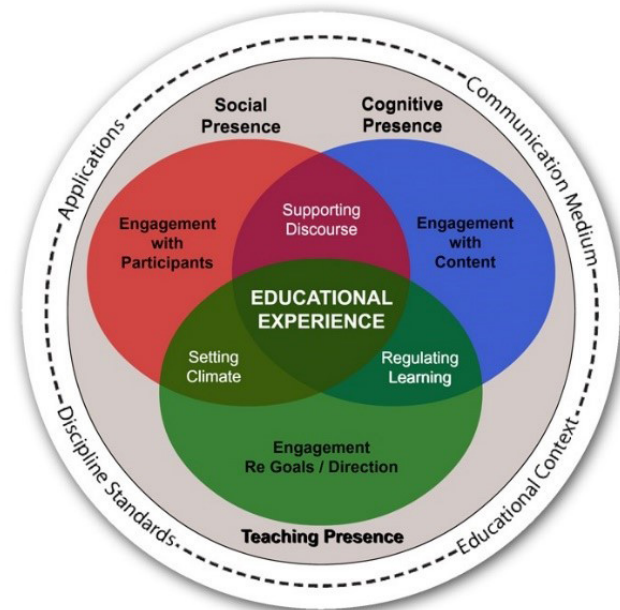 Applications
Communication Medium
Social
Presence
Cognitive
Presence
Supporting
Discourse
Engagement
with
Participants
Engagement
with
Content
EDUCATIONAL
EXPERIENCE
Setting
Climate
Regulating
Learning
Engagement
Re Goals / Direction
Teaching Presence
Discipline Standards
Educational Context